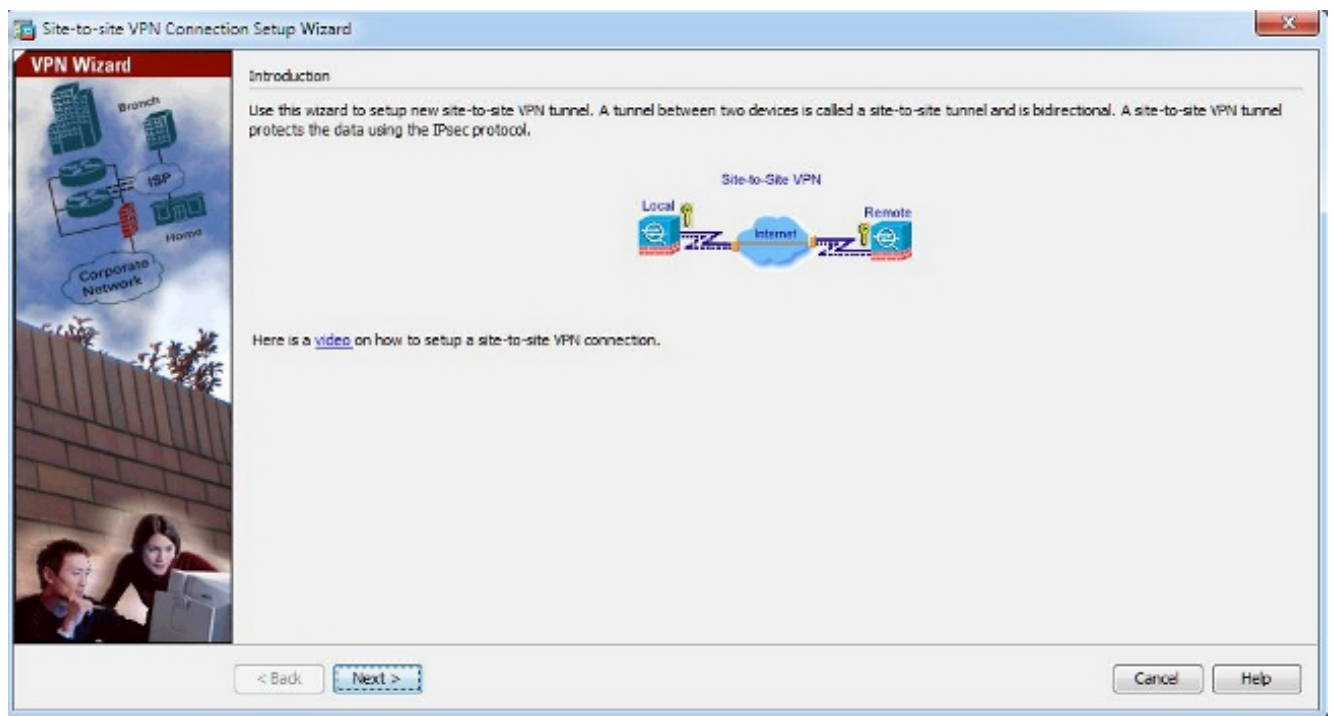 Site-to-site VPN Connection Setup Wizard
VPN Wizard
Branch
ISP
Home
Corporate
Network
Introduction
Use this wizard to setup new site-to-site VPN tunnel. A tunnel between two devices is called a site-to-site tunnel and is bidirectional. A site-to-site VPN tunnel
protects the data using the IPsec protocol.
Site-to-Site VPN
Local
Internet
Remote
Here is a video on how to setup a site-to-site VPN connection.
< Back
Next >
Cancel
Help